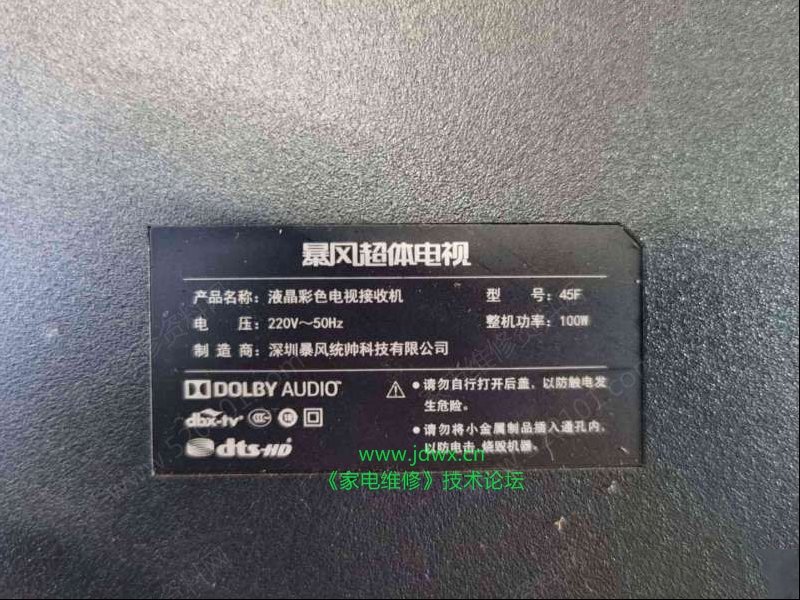 暴风超体电视
产品名称：液晶彩色电视接收机 型 号：45F
电 压：220V～50Hz 整机功率：100W
制 造 商：深圳暴风统帅科技有限公司
DOLBY AUDIO
dbx-tv
dts-HD
请勿自行打开后盖，以防触电发
生危险。
请勿将小金属制品插入通孔内，
以防电击、烧毁机器。
www.jdwx.cn
《家电维修》技术论坛